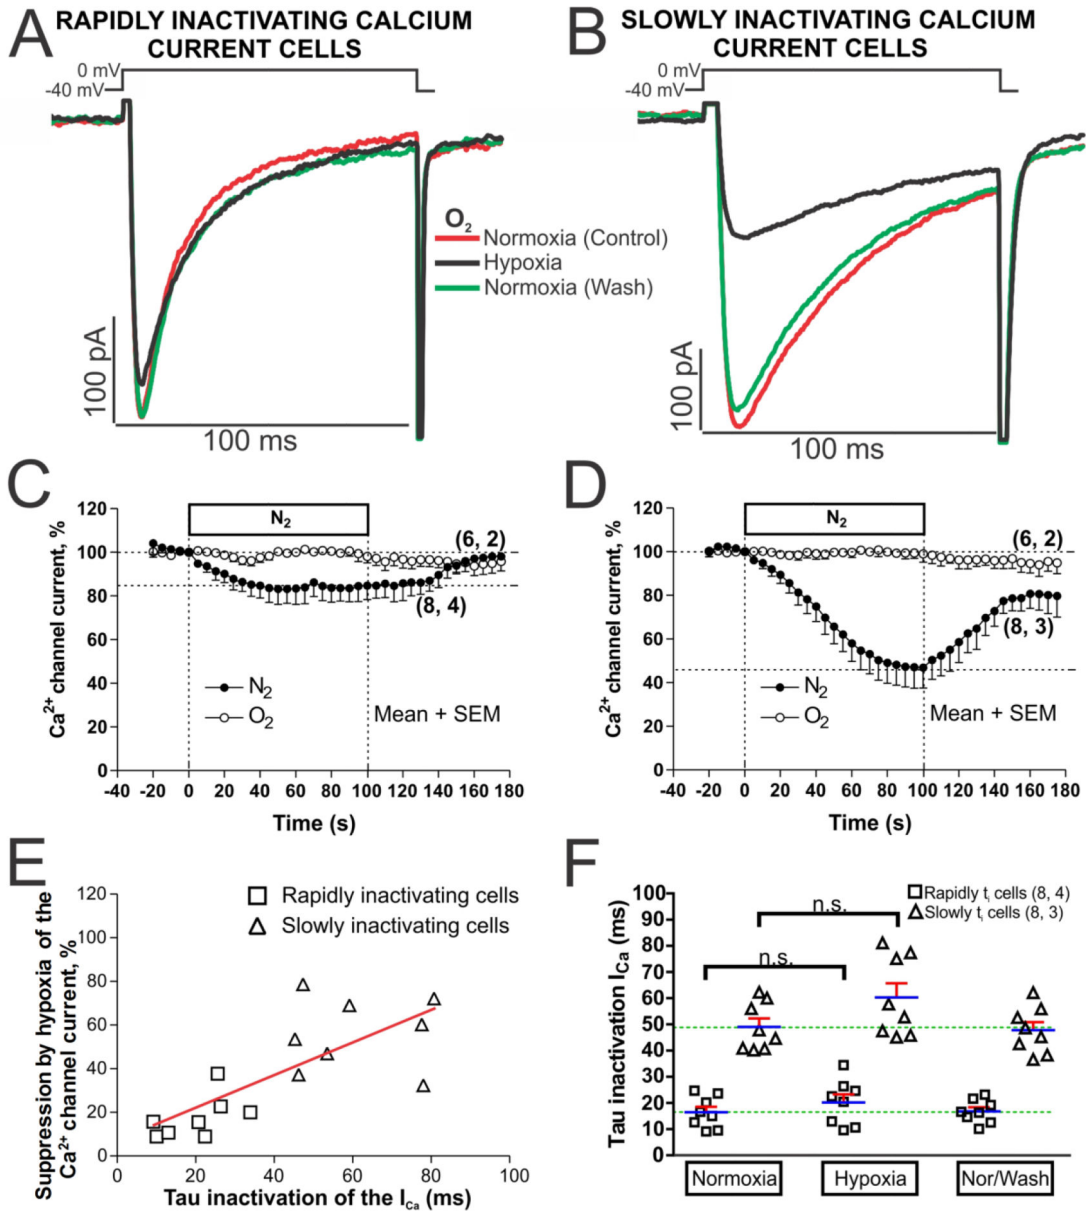 A
RAPIDLY INACTIVATING CALCIUM
CURRENT CELLS
0 mV
-40 mV
100 pA
100 ms
O₂
Normoxia (Control)
Hypoxia
Normoxia (Wash)
B
SLOWLY INACTIVATING CALCIUM
CURRENT CELLS
0 mV
-40 mV
100 pA
100 ms
C
Ca²⁺ channel current, %
120
100
80
60
40
20
0
N₂
(6, 2)
(8, 4)
N₂
O₂
Mean + SEM
-40 -20 0 20 40 60 80 100 120 140 160 180
Time (s)
D
Ca²⁺ channel current, %
120
100
80
60
40
20
0
N₂
(6, 2)
(8, 3)
N₂
O₂
Mean + SEM
-40 -20 0 20 40 60 80 100 120 140 160 180
Time (s)
E
Suppression by hypoxia of the
Ca²⁺ channel current, %
120
100
80
60
40
20
0
Rapidly inactivating cells
Slowly inactivating cells
0 20 40 60 80 100
Tau inactivation of the I_Ca (ms)
F
Tau inactivation I_Ca (ms)
100
90
80
70
60
50
40
30
20
10
0
Rapidly tᵢ cells (8, 4)
Slowly tᵢ cells (8, 3)
n.s.
n.s.
Normoxia
Hypoxia
Nor/Wash